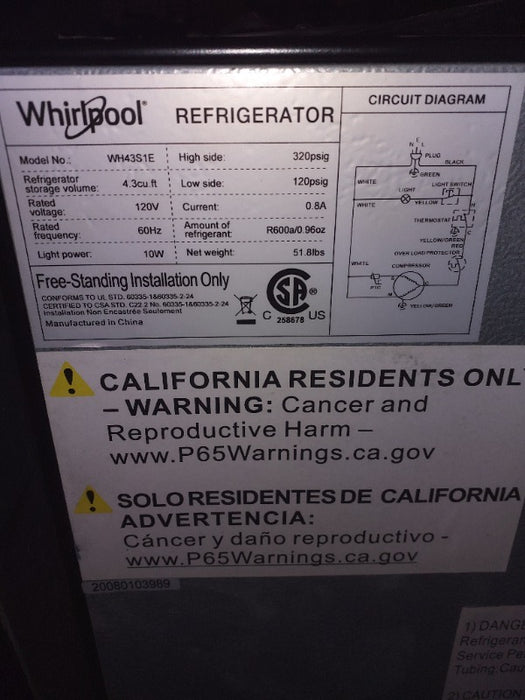 Whirlpool® REFRIGERATOR
Model No.: WH43S1E High side: 320psig
Refrigerator storage volume: 4.3cu.ft Low side: 120psig
Rated voltage: 120V Current: 0.8A
Rated frequency: 60Hz Amount of refrigerant: R600a/0.96oz
Light power: 10W Net weight: 51.8lbs
Free-Standing Installation Only
CONFORMS TO UL STD. 60335-1&60335-2-24
CERTIFIED TO CSA STD. C22.2 No. 60335-1&60335-2-24
Installation Non Encastrée Seulement
Manufactured in China
CSA®
C US
258678
CIRCUIT DIAGRAM
E
N L
PLUG
BLACK
GREEN
WHITE
LIGHT
LIGHT SWITCH
WHITE
YELLOW
THERMOSTAT
YELLOW/GREEN
RED
OVER LOAD PROTECTOR
WHITE
COMPRESSOR
PTC
YELLOW/GREEN
CALIFORNIA RESIDENTS ONL
– WARNING: Cancer and
Reproductive Harm –
www.P65Warnings.ca.gov
SOLO RESIDENTES DE CALIFORNIA
ADVERTENCIA:
Cáncer y daño reproductivo -
www.P65Warnings.ca.gov
20080103989
1) DANGE
Refrigeran
Service Pe
Tubing.Cau
2) CAUTION